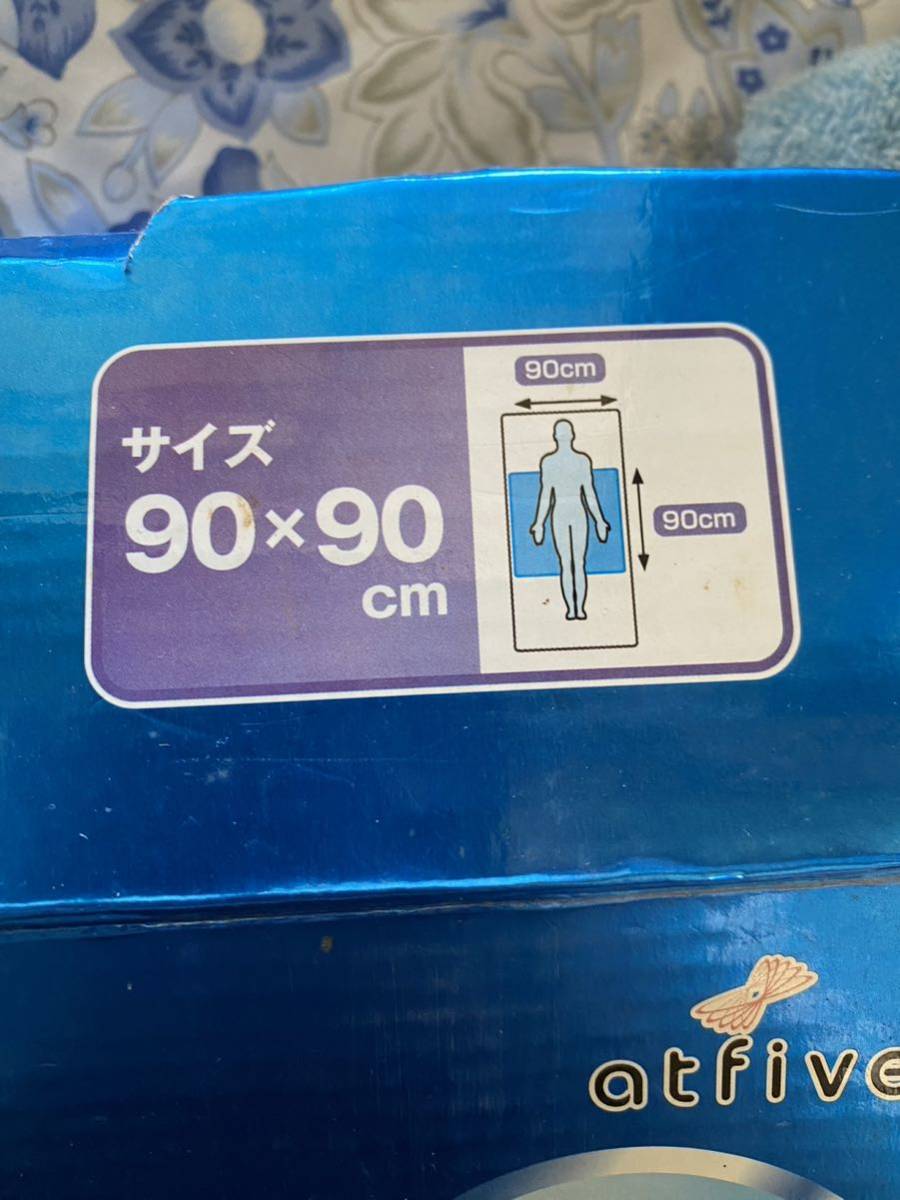 サイズ
90×90
cm
90cm
90cm
atfive